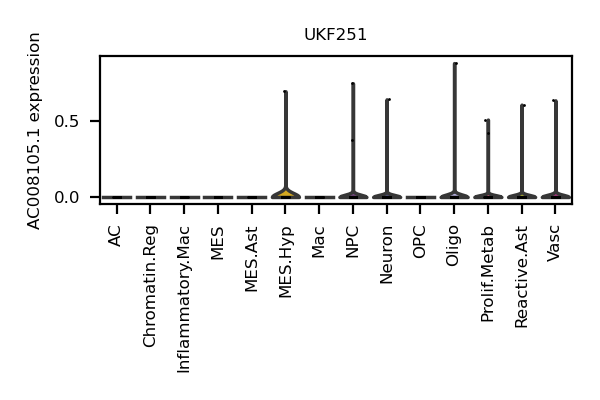 UKF251
AC008105.1 expression
0.5
0.0
AC
Chromatin.Reg
Inflammatory.Mac
MES
MES.Ast
MES.Hyp
Mac
NPC
Neuron
OPC
Oligo
Prolif.Metab
Reactive.Ast
Vasc